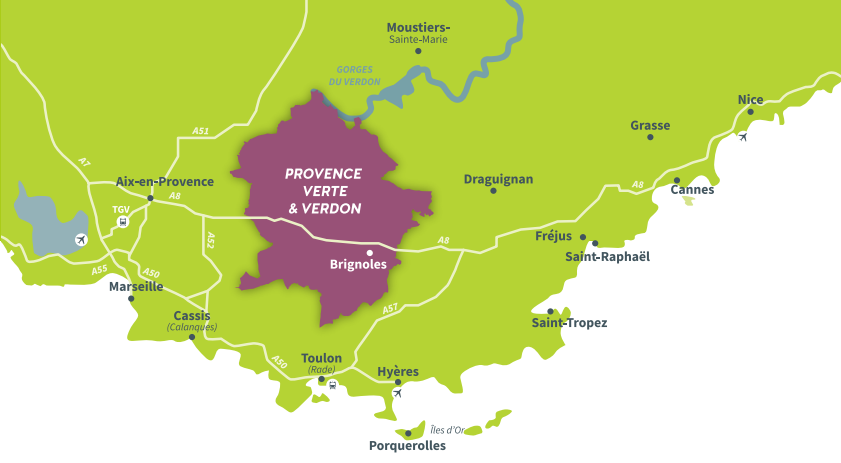 Moustiers-
Sainte-Marie
GORGES
DU VERDON
Nice
Grasse
A51
A7
PROVENCE
VERTE
& VERDON
Aix-en-Provence
A8
Draguignan
A8
Cannes
TGV
A52
A8
Fréjus
Saint-Raphaël
Brignoles
A55
A50
Marseille
A57
Cassis
(Calanques)
Saint-Tropez
A50
Toulon
(Rade)
Hyères
Îles d'Or
Porquerolles